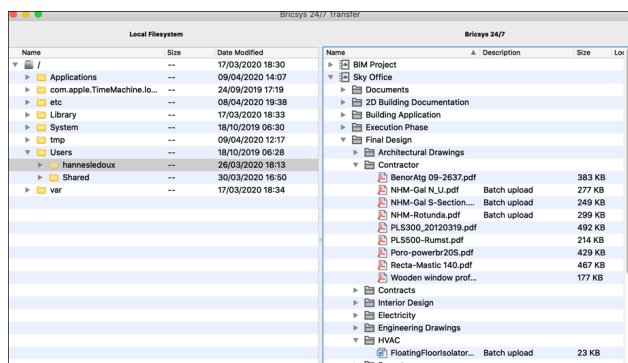 Bricsys 24/7 Transfer
Local Filesystem
Name Size Date Modified
/ -- 17/03/2020 18:30
Applications -- 09/04/2020 14:07
com.apple.TimeMachine.lo... -- 24/09/2019 17:19
etc -- 08/04/2020 19:38
Library -- 17/03/2020 18:33
System -- 18/10/2019 06:30
tmp -- 09/04/2020 12:17
Users -- 18/10/2019 06:28
hannesledoux -- 26/03/2020 18:13
Shared -- 30/03/2020 16:50
var -- 17/03/2020 18:34
Bricsys 24/7
Name Description Size Loc
BIM Project
Sky Office
Documents
2D Building Documentation
Building Application
Execution Phase
Final Design
Architectural Drawings
Contractor
BenorAtg 09-2637.pdf 383 KB
NHM-Gal N_U.pdf Batch upload 277 KB
NHM-Gal S-Section.... Batch upload 249 KB
NHM-Rotunda.pdf Batch upload 299 KB
PLS300_20120319.pdf 492 KB
PLS500-Rumst.pdf 214 KB
Poro-powerbr20S.pdf 429 KB
Recta-Mastic 140.pdf 467 KB
Wooden window prof... 177 KB
Contracts
Interior Design
Electricity
Engineering Drawings
HVAC
FloatingFloorIsolator... Batch upload 23 KB